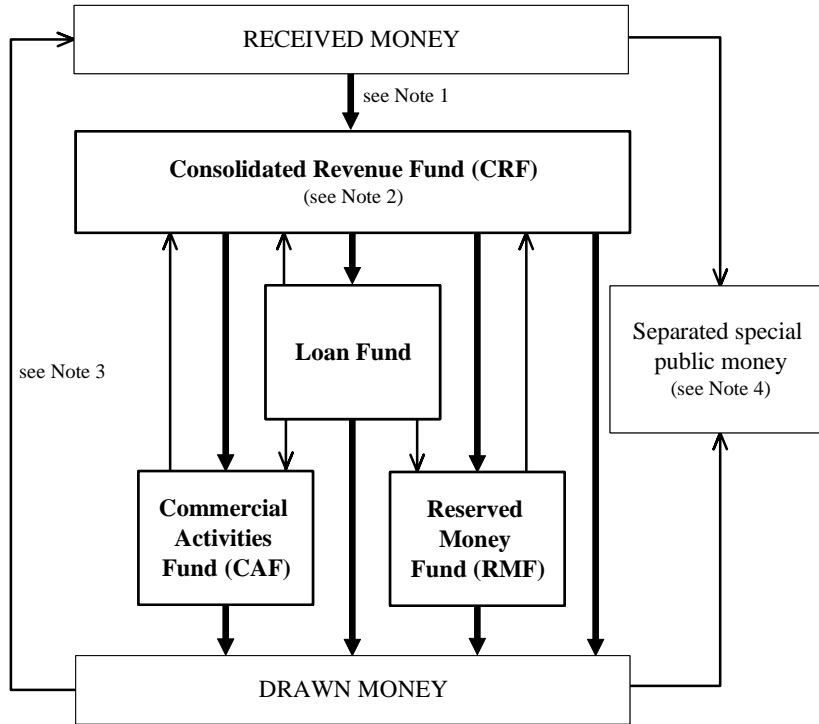 RECEIVED MONEY
see Note 1
Consolidated Revenue Fund (CRF)
(see Note 2)
Loan Fund
Separated special
public money
(see Note 4)
see Note 3
Commercial
Activities
Fund (CAF)
Reserved
Money
Fund (RMF)
DRAWN MONEY